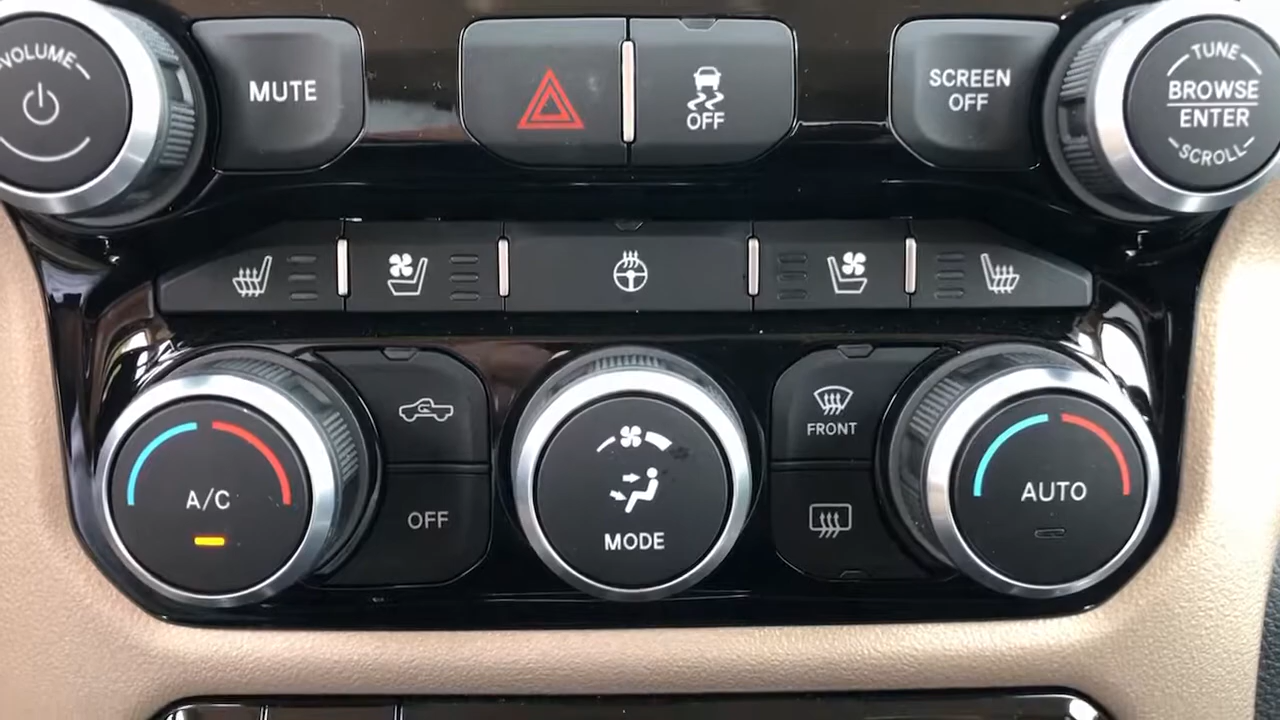 VOLUME
MUTE
OFF
SCREEN
OFF
TUNE
BROWSE
ENTER
SCROLL
A/C
OFF
MODE
FRONT
AUTO